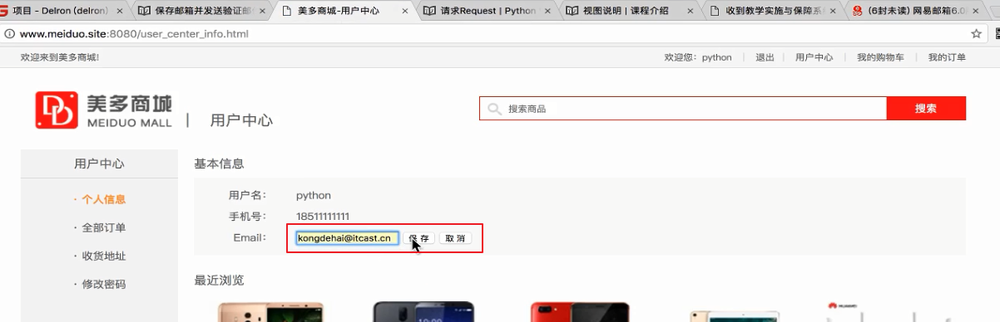 项目 - Delron (delron)
保存邮箱并发送验证邮
美多商城-用户中心
请求Request | Python
视图说明 | 课程介绍
收到教学实施与保障系
(6封未读) 网易邮箱6.0
www.meiduo.site:8080/user_center_info.html
欢迎来到美多商城!
欢迎您：python | 退出 | 用户中心 | 我的购物车 | 我的订单
美多商城
MEIDUO MALL
| 用户中心
搜索商品
搜索
用户中心
· 个人信息
· 全部订单
· 收货地址
· 修改密码
基本信息
用户名： python
手机号： 18511111111
Email： kongdehai@itcast.cn 保存 取消
最近浏览
HUAWEI